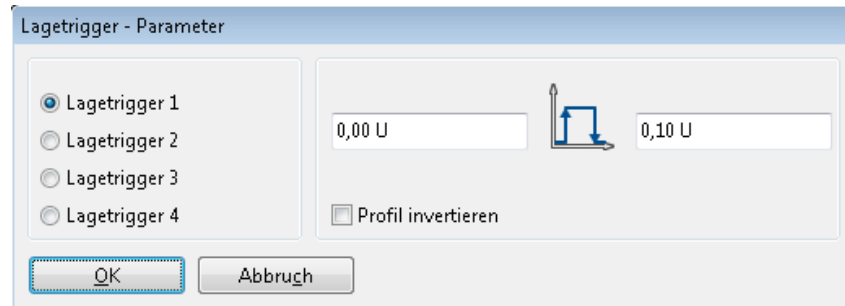 Lagetrigger - Parameter
Lagetrigger 1
Lagetrigger 2
Lagetrigger 3
Lagetrigger 4
0,00 U
0,10 U
Profil invertieren
OK
Abbruch